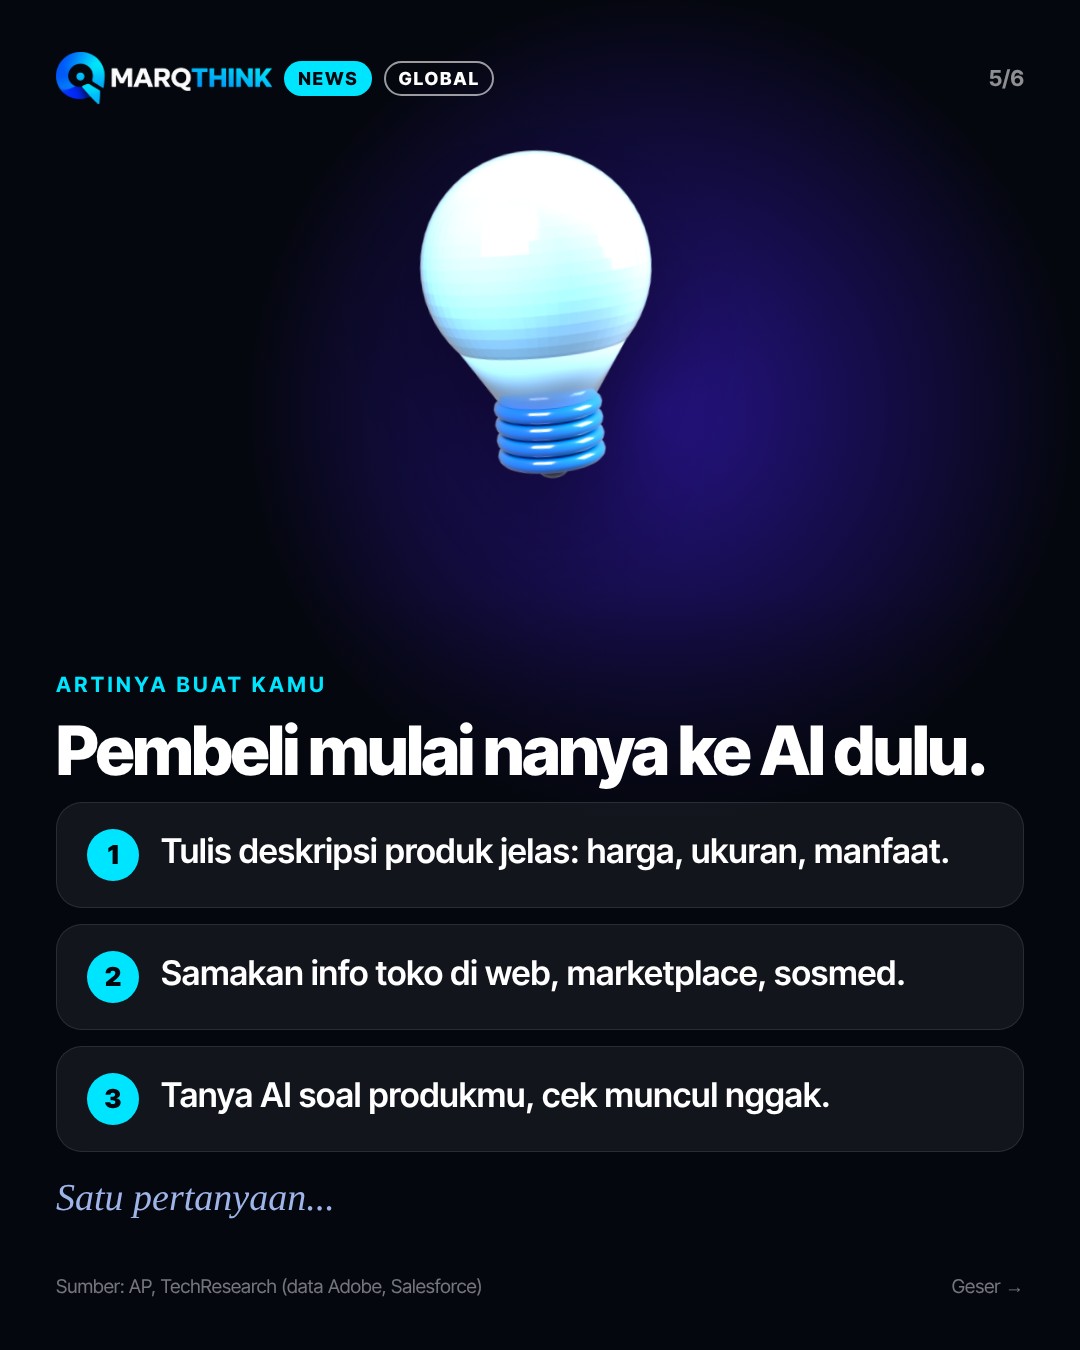 MARQTHINK NEWS GLOBAL 5/6
ARTINYA BUAT KAMU
Pembeli mulai nanya ke AI dulu.
1 Tulis deskripsi produk jelas: harga, ukuran, manfaat.
2 Samakan info toko di web, marketplace, sosmed.
3 Tanya AI soal produkmu, cek muncul nggak.
Satu pertanyaan...
Sumber: AP, TechResearch (data Adobe, Salesforce) Geser →